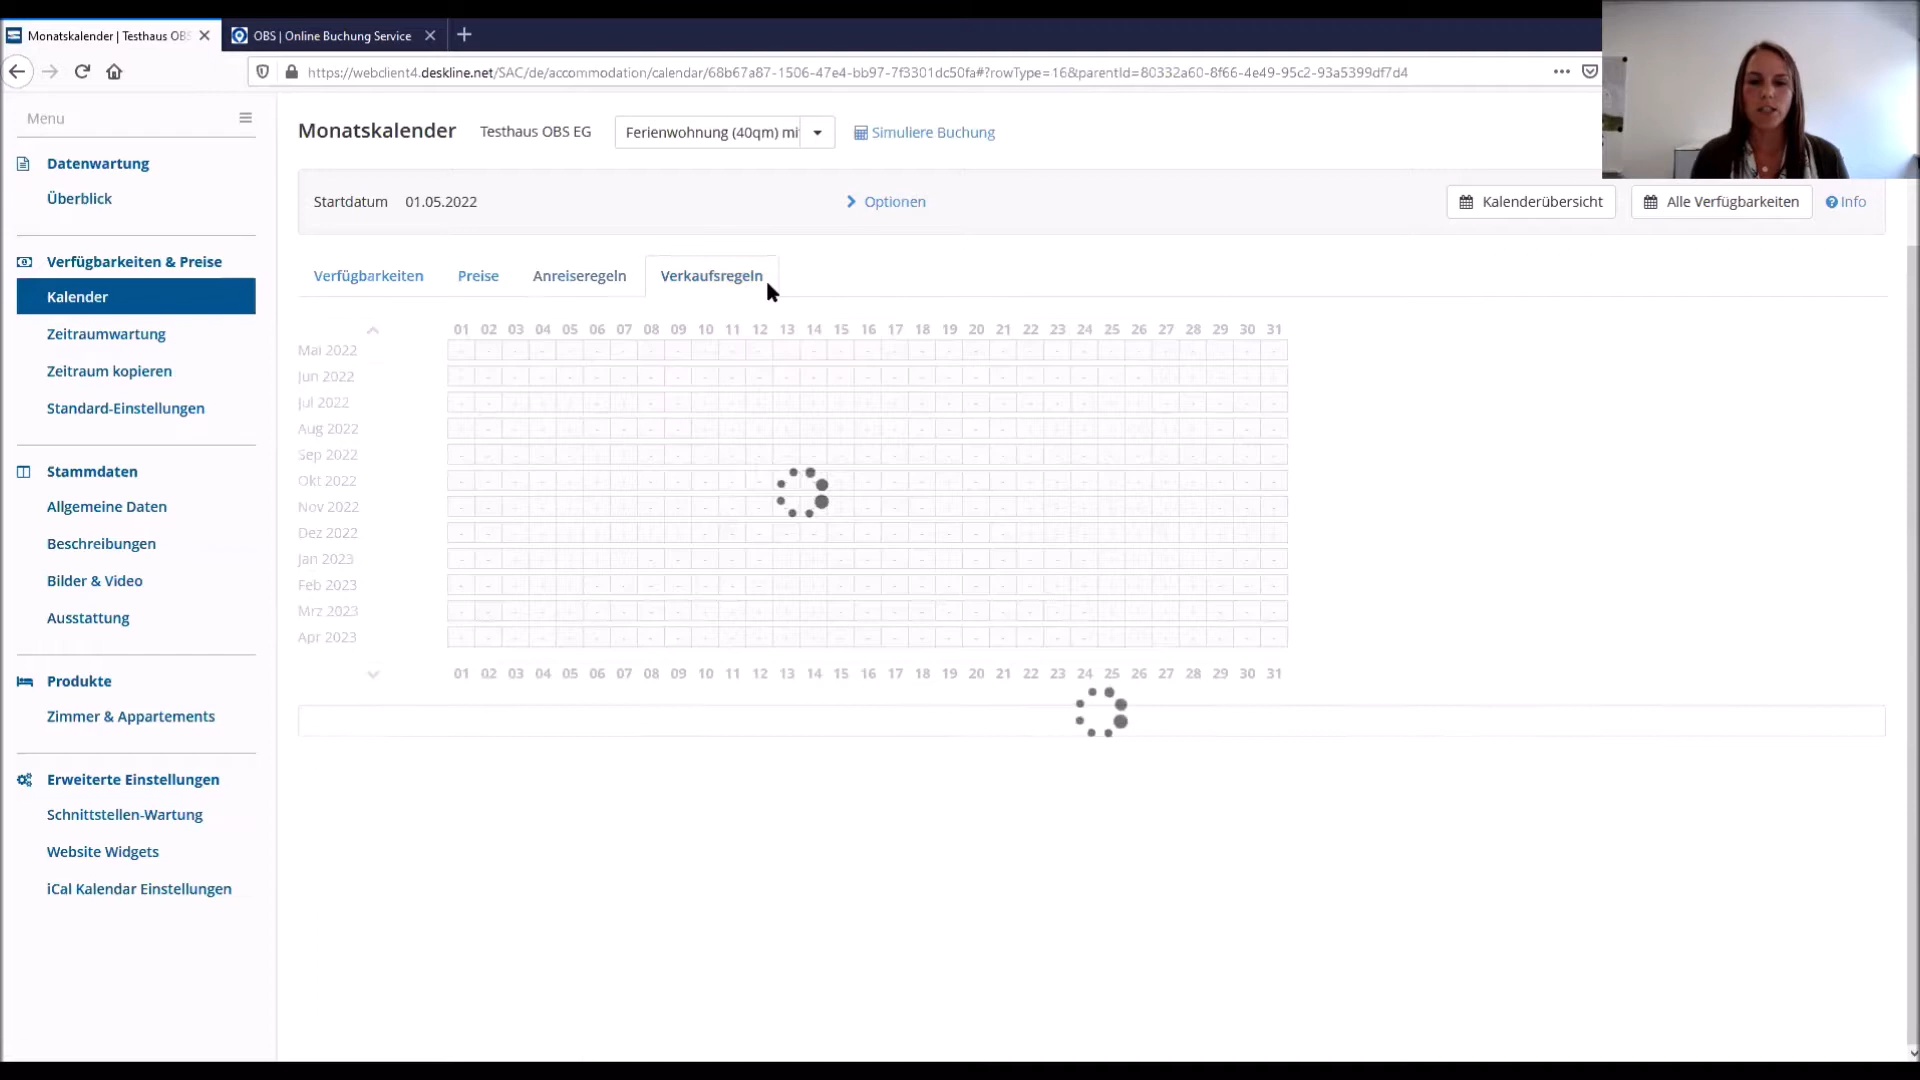 Monatskalender | Testhaus OBS
OBS | Online Buchung Service
https://webclient4.deskline.net/SAC/de/accommodation/calendar/68b67a87-1506-47e4-bb97-7f3301dc50fa#?rowType=16&parentId=80332a60-8f66-4e49-95c2-93a5399df7d4
Menu
Datenwartung
Überblick
Verfügbarkeiten & Preise
Kalender
Zeitraumwartung
Zeitraum kopieren
Standard-Einstellungen
Stammdaten
Allgemeine Daten
Beschreibungen
Bilder & Video
Ausstattung
Produkte
Zimmer & Appartements
Erweiterte Einstellungen
Schnittstellen-Wartung
Website Widgets
iCal Kalendar Einstellungen
Monatskalender Testhaus OBS EG Ferienwohnung (40qm) mi Simuliere Buchung
Startdatum 01.05.2022 Optionen Kalenderübersicht Alle Verfügbarkeiten Info
Verfügbarkeiten Preise Anreiseregeln Verkaufsregeln
01 02 03 04 05 06 07 08 09 10 11 12 13 14 15 16 17 18 19 20 21 22 23 24 25 26 27 28 29 30 31
Mai 2022 - - - - - - - - - - - - - - - - - - - - - - - - - - - - - - -
Jun 2022 - - - - - - - - - - - - - - - - - - - - - - - - - - - - - - -
Jul 2022 - - - - - - - - - - - - - - - - - - - - - - - - - - - - - - -
Aug 2022 - - - - - - - - - - - - - - - - - - - - - - - - - - - - - - -
Sep 2022 - - - - - - - - - - - - - - - - - - - - - - - - - - - - - - -
Okt 2022 - - - - - - - - - - - - - - - - - - - - - - - - - - - - - - -
Nov 2022 - - - - - - - - - - - - - - - - - - - - - - - - - - - - - - -
Dez 2022 - - - - - - - - - - - - - - - - - - - - - - - - - - - - - - -
Jan 2023 - - - - - - - - - - - - - - - - - - - - - - - - - - - - - - -
Feb 2023 - - - - - - - - - - - - - - - - - - - - - - - - - - - - - - -
Mrz 2023 - - - - - - - - - - - - - - - - - - - - - - - - - - - - - - -
Apr 2023 - - - - - - - - - - - - - - - - - - - - - - - - - - - - - - -
01 02 03 04 05 06 07 08 09 10 11 12 13 14 15 16 17 18 19 20 21 22 23 24 25 26 27 28 29 30 31